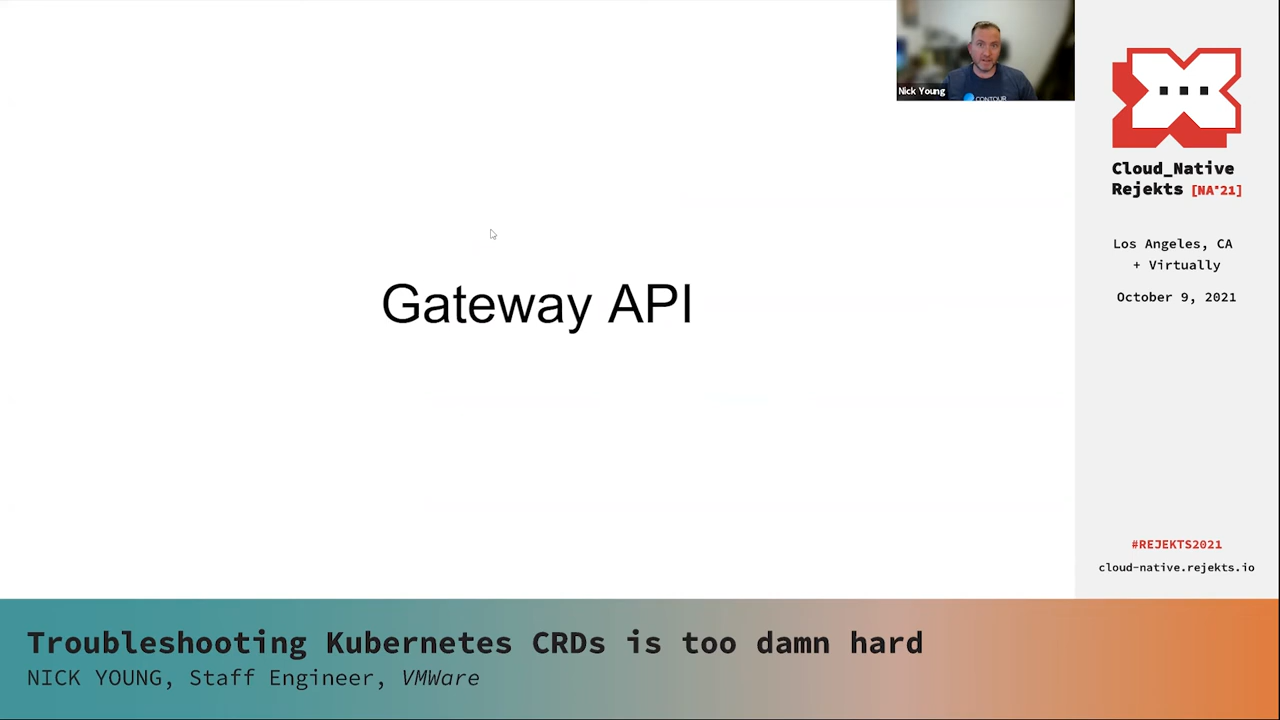 Gateway API
Nick Young
CONTOUR
Cloud_Native
Rejekts [NA'21]
Los Angeles, CA
+ Virtually
October 9, 2021
#REJEKTS2021
cloud-native.rejekts.io
Troubleshooting Kubernetes CRDs is too damn hard
NICK YOUNG, Staff Engineer, VMWare